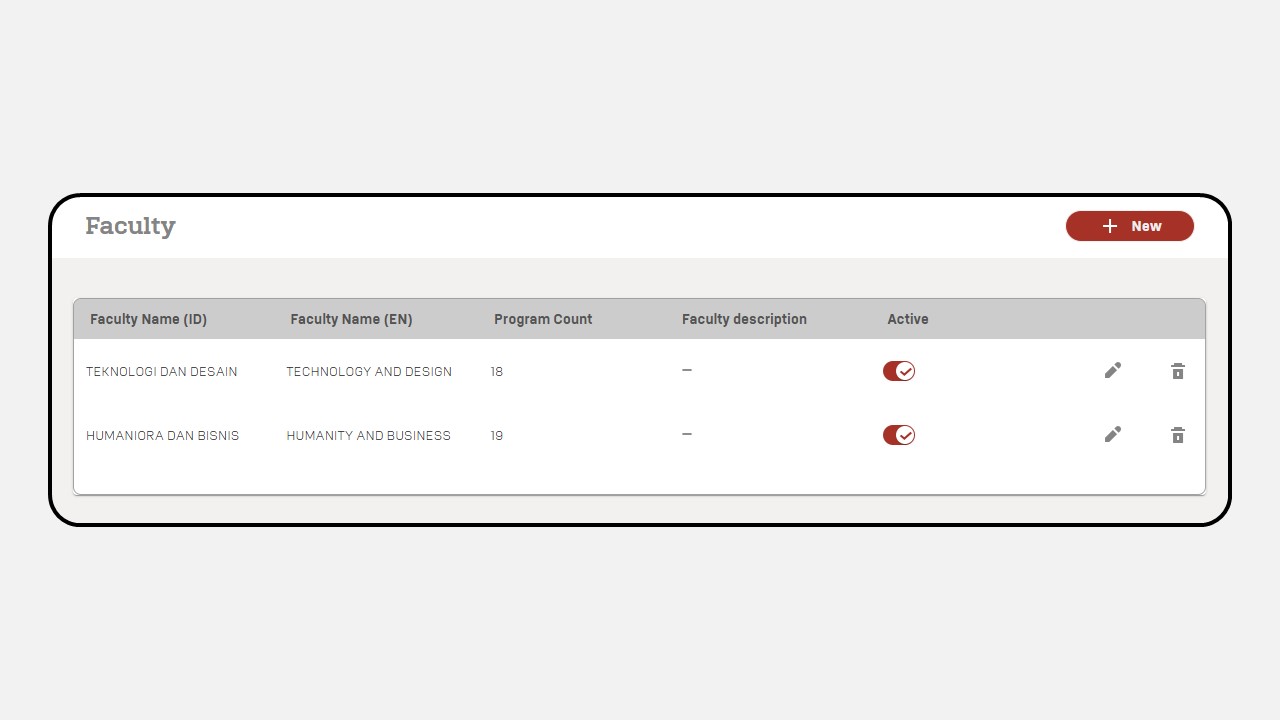 Faculty
New
Faculty Name (ID) Faculty Name (EN) Program Count Faculty description Active
TEKNOLOGI DAN DESAIN TECHNOLOGY AND DESIGN 18 –
HUMANIORA DAN BISNIS HUMANITY AND BUSINESS 19 –